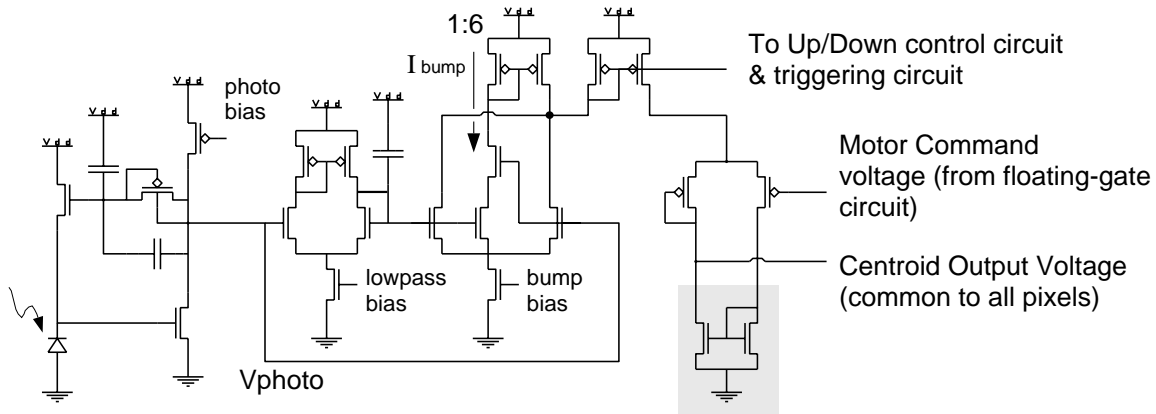 Vdd
Vdd
1:6
Vdd
To Up/Down control circuit
& triggering circuit
I bump
photo
bias
Vdd
Vdd
Vdd
Vdd
Vdd
Motor Command
voltage (from floating-gate
circuit)
Centroid Output Voltage
(common to all pixels)
lowpass
bias
bump
bias
Vphoto